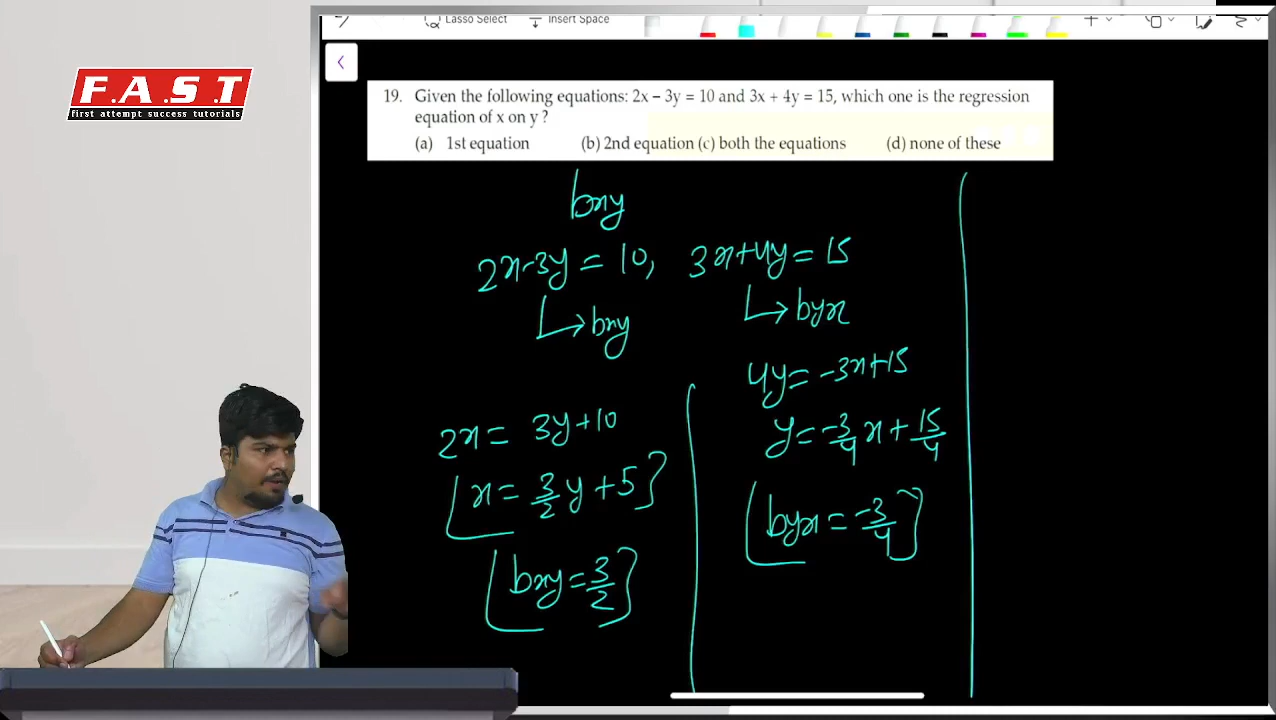 Lasso Select
Insert Space
F.A.S.T
first attempt success tutorials
19. Given the following equations: 2x – 3y = 10 and 3x + 4y = 15, which one is the regression
equation of x on y ?
(a) 1st equation (b) 2nd equation (c) both the equations (d) none of these
bxy
2x-3y = 10, 3x+4y = 15
↳ bxy ↳ byx
4y = -3x+15
2x = 3y+10
y = -3/4 x + 15/4
[x = 3/2 y + 5]
[byx = -3/4]
[bxy = 3/2]